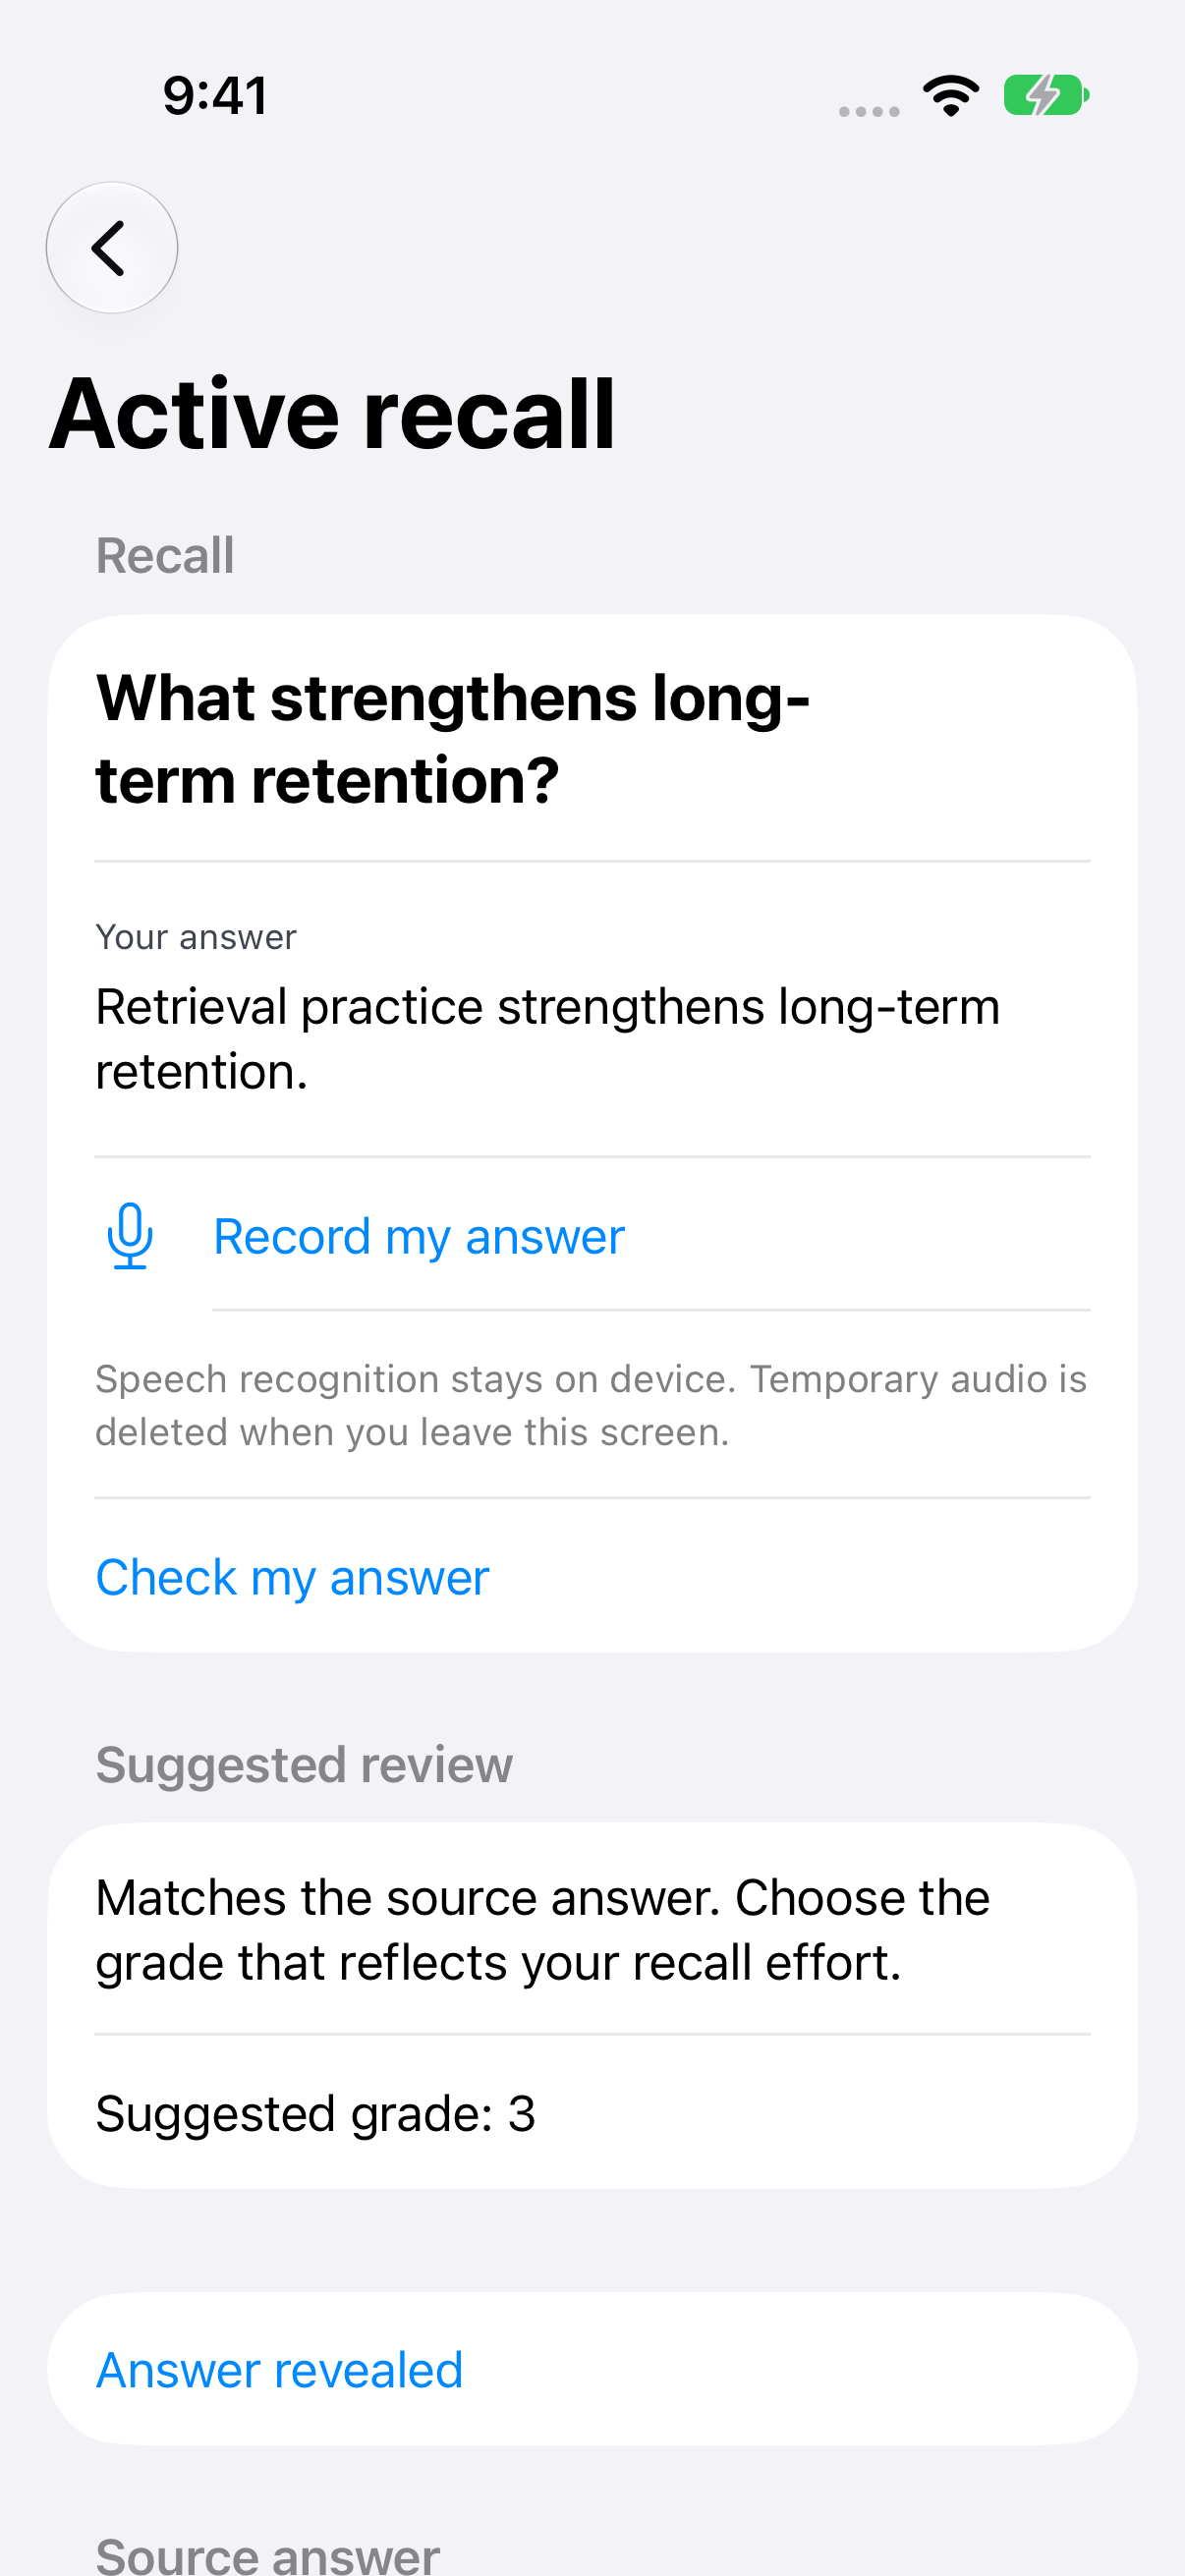 9:41
Active recall
Recall
What strengthens long-
term retention?
Your answer
Retrieval practice strengthens long-term
retention.
Record my answer
Speech recognition stays on device. Temporary audio is
deleted when you leave this screen.
Check my answer
Suggested review
Matches the source answer. Choose the
grade that reflects your recall effort.
Suggested grade: 3
Answer revealed
Source answer